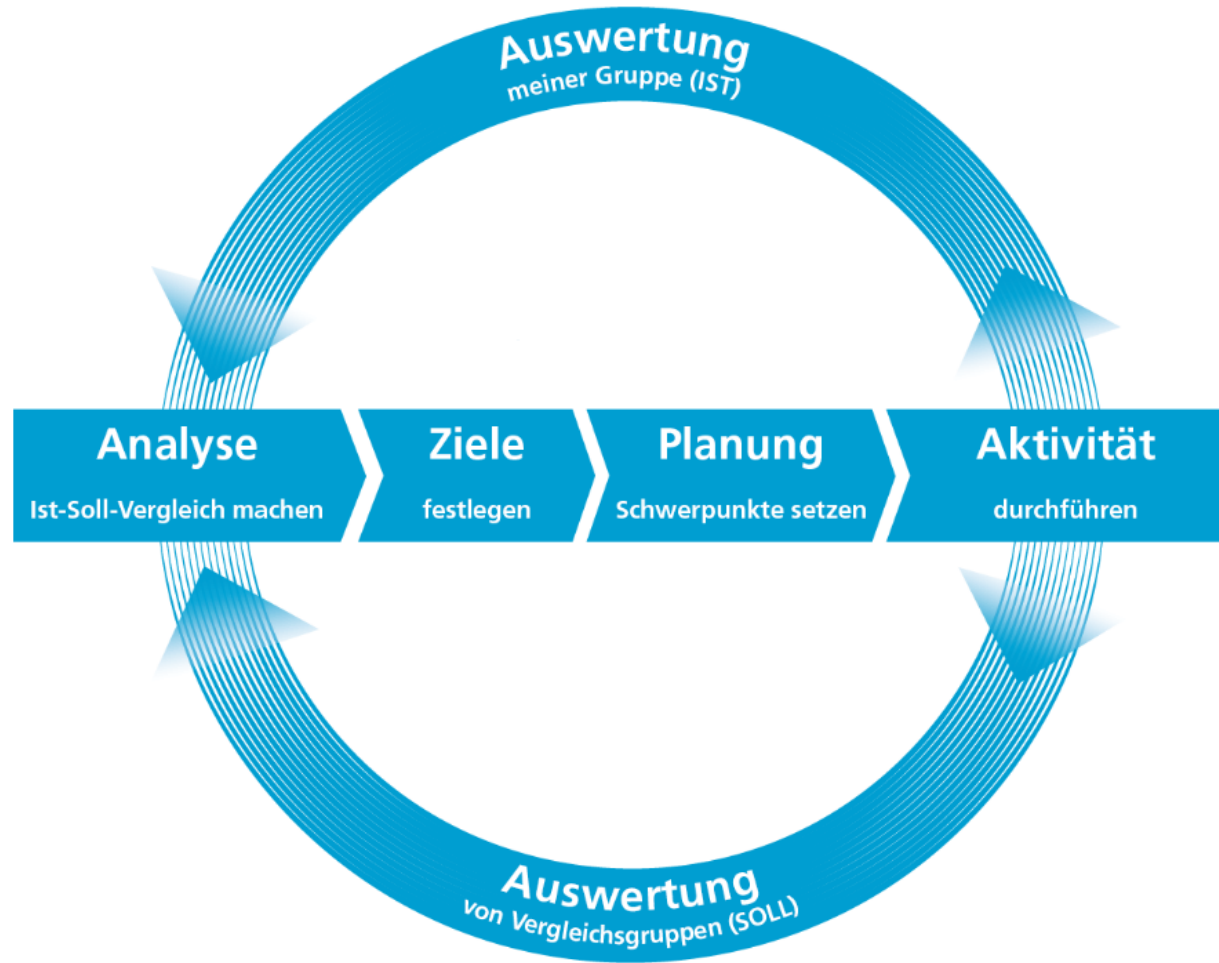 Auswertung
meiner Gruppe (IST)
Analyse
Ist-Soll-Vergleich machen
Ziele
festlegen
Planung
Schwerpunkte setzen
Aktivität
durchführen
Auswertung
von Vergleichsgruppen (SOLL)